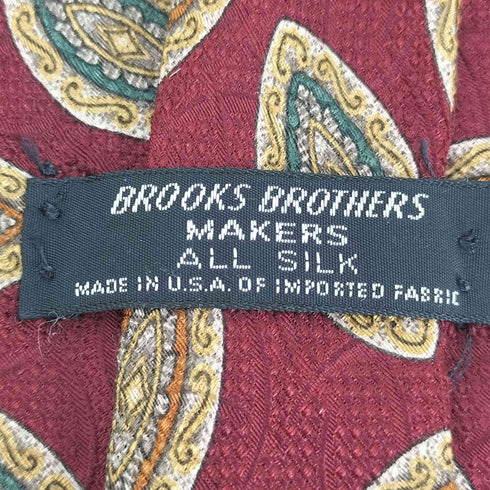 BROOKS BROTHERS
MAKERS
ALL SILK
MADE IN U.S.A. OF IMPORTED FABRIC